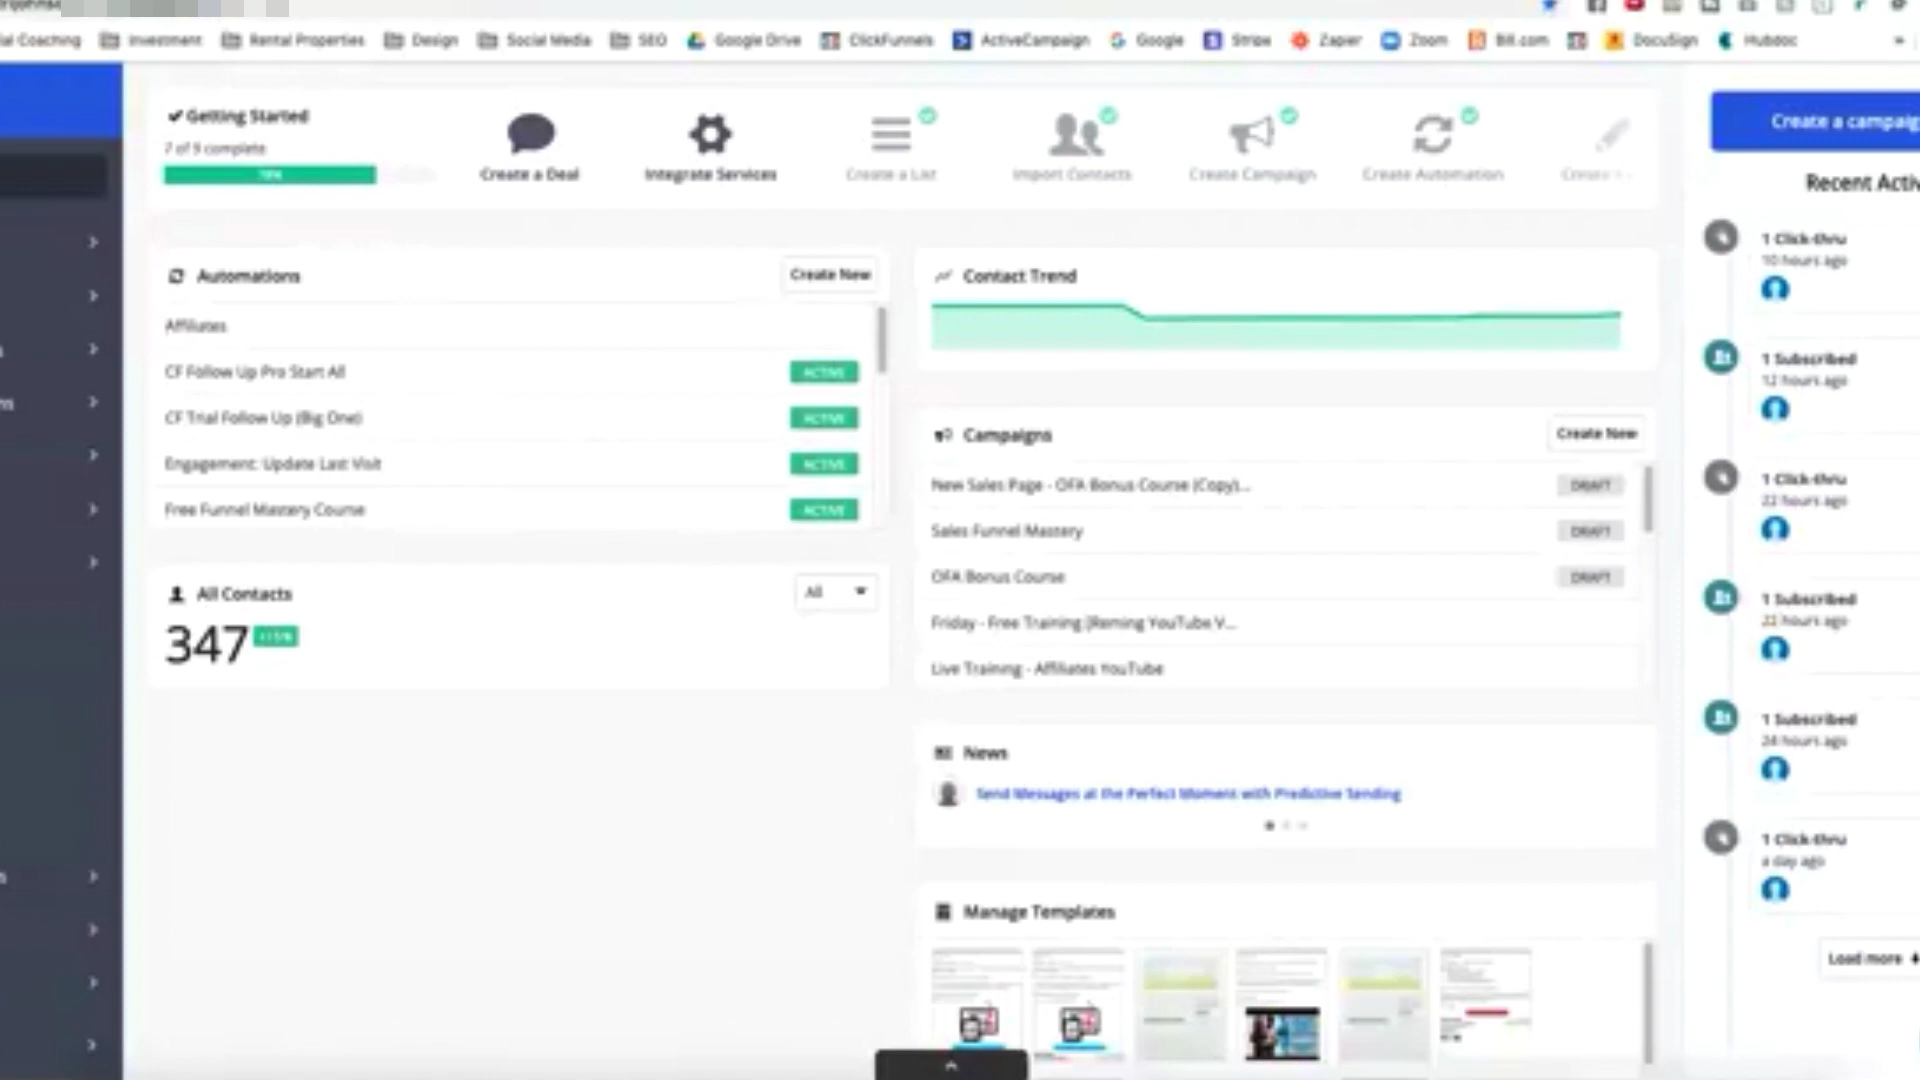 Coaching
Investment
Rental Properties
Design
Social Media
SEO
Google Drive
ClickFunnels
ActiveCampaign
Google
Stripe
Zapier
Zoom
Bill.com
DocuSign
Hubdoc
Getting Started
7 of 9 complete
Create a Deal
Integrate Services
Create a List
Import Contacts
Create Campaign
Create Automation
Create a campaig
Recent Activ
Automations
Create New
Affiliates
CF Follow Up Pro Start All
ACTIVE
CF Trial Follow Up (Big One)
ACTIVE
Engagement: Update Last Visit
ACTIVE
Free Funnel Mastery Course
ACTIVE
All Contacts
All
347
Contact Trend
Campaigns
Create New
New Sales Page - OFA Bonus Course (Copy)...
DRAFT
Sales Funnel Mastery
DRAFT
OFA Bonus Course
DRAFT
Friday - Free Training [Reming YouTube V...
Live Training - Affiliates YouTube
News
Send Messages at the Perfect Moment with Predictive Sending
Manage Templates
1 Click-thru
10 hours ago
1 Subscribed
12 hours ago
1 Click-thru
22 hours ago
1 Subscribed
22 hours ago
1 Subscribed
24 hours ago
1 Click-thru
a day ago
Load more